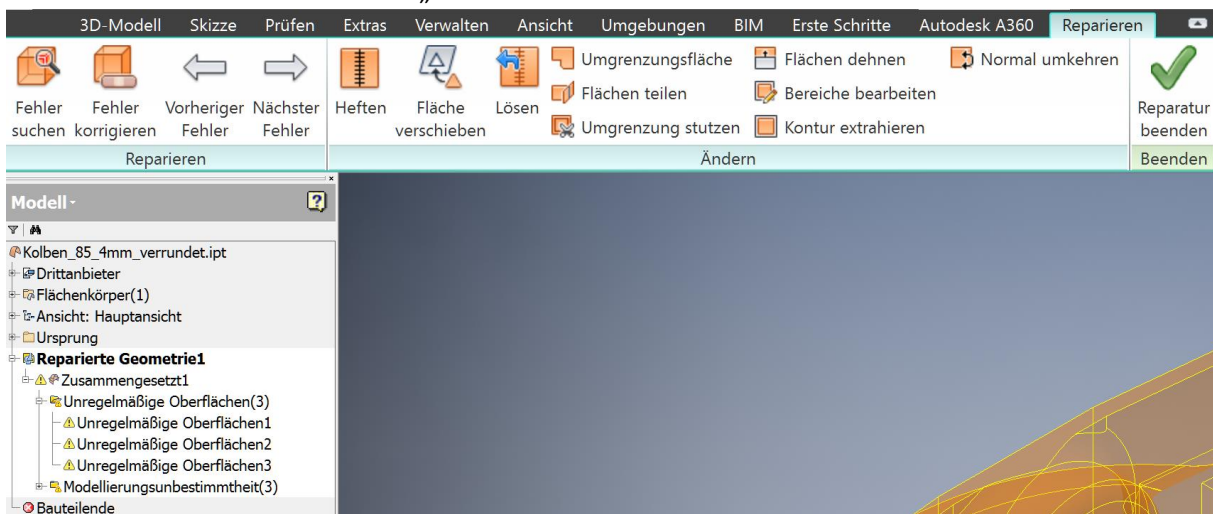 „
3D-Modell Skizze Prüfen Extras Verwalten Ansicht Umgebungen BIM Erste Schritte Autodesk A360 Reparieren
Fehler suchen
Fehler korrigieren
Vorheriger Fehler
Nächster Fehler
Heften
Fläche verschieben
Lösen
Umgrenzungsfläche
Flächen teilen
Umgrenzung stutzen
Flächen dehnen
Bereiche bearbeiten
Kontur extrahieren
Normal umkehren
Reparatur beenden
Reparieren Ändern Beenden
Modell
Kolben_85_4mm_verrundet.ipt
Drittanbieter
Flächenkörper(1)
Ansicht: Hauptansicht
Ursprung
Reparierte Geometrie1
Zusammengesetzt1
Unregelmäßige Oberflächen(3)
Unregelmäßige Oberflächen1
Unregelmäßige Oberflächen2
Unregelmäßige Oberflächen3
Modellierungsunbestimmtheit(3)
Bauteilende